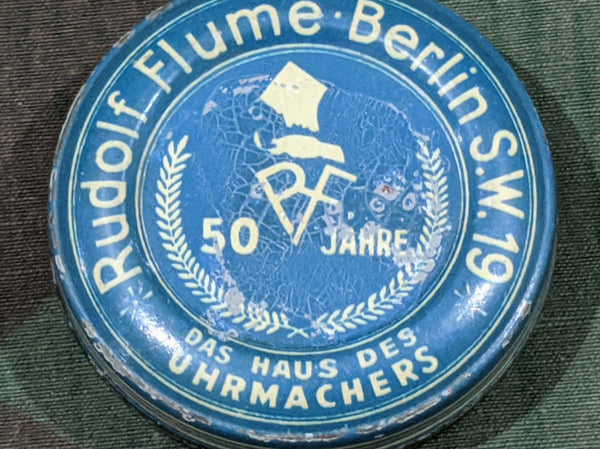 Rudolf Flume · Berlin S.W. 19
RF
50 JAHRE
DAS HAUS DES
UHRMACHERS